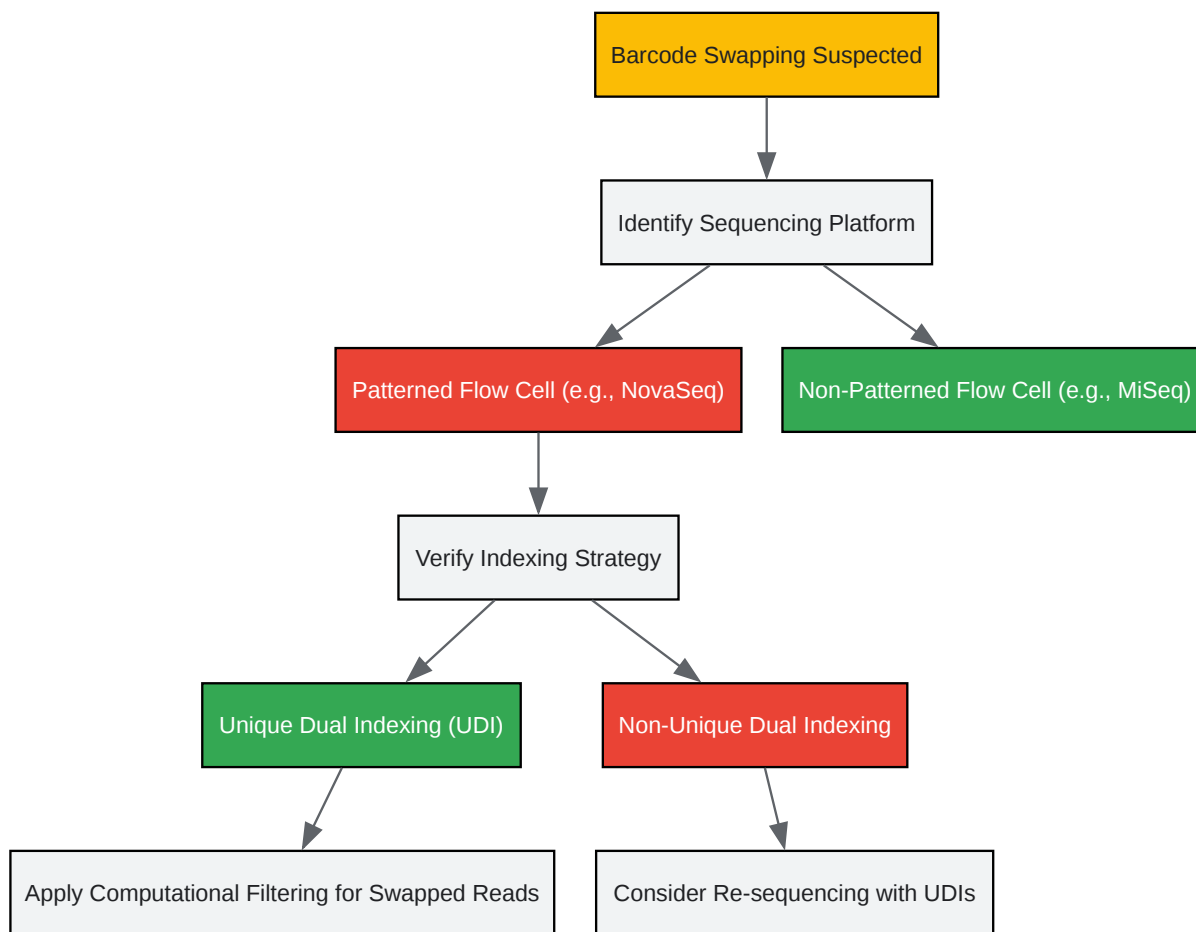 Barcode Swapping Suspected
Identify Sequencing Platform
Patterned Flow Cell (e.g., NovaSeq)
Non-Patterned Flow Cell (e.g., MiSeq)
Verify Indexing Strategy
Unique Dual Indexing (UDI)
Non-Unique Dual Indexing
Apply Computational Filtering for Swapped Reads
Consider Re-sequencing with UDIs